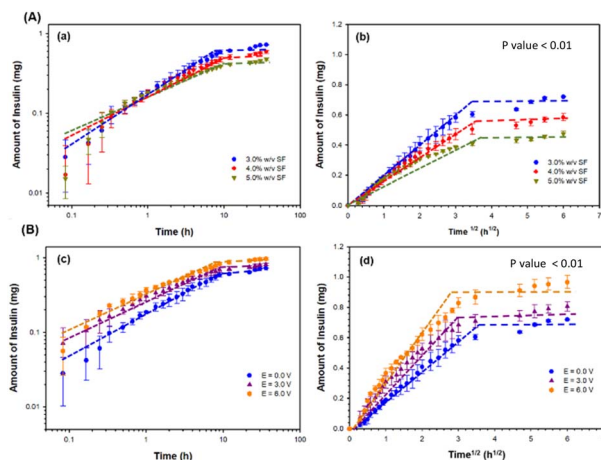 (A)
(a)
Amount of Insulin (mg)
1
0.1
0.01
3.0% w/v SF
4.0% w/v SF
5.0% w/v SF
0.1 1 10 100
Time (h)
(b)
P value < 0.01
Amount of Insulin (mg)
1.2
1.0
0.8
0.6
0.4
0.2
0.0
3.0% w/v SF
4.0% w/v SF
5.0% w/v SF
0 1 2 3 4 5 6 7
Time 1/2 (h1/2)
(B)
(c)
Amount of Insulin (mg)
1
0.1
0.01
E = 0.0 V
E = 3.0 V
E = 6.0 V
0.1 1 10 100
Time (h)
(d)
P value < 0.01
Amount of Insulin (mg)
1.2
1.0
0.8
0.6
0.4
0.2
0.0
E = 0.0 V
E = 3.0 V
E = 6.0 V
0 1 2 3 4 5 6 7
Time1/2 (h1/2)